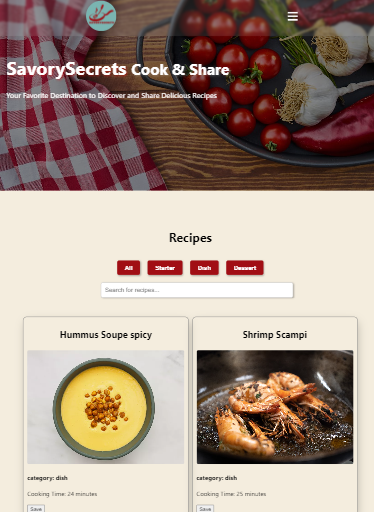 SavorySecrets Cook & Share
Your Favorite Destination to Discover and Share Delicious Recipes
Recipes
All Starter Dish Dessert
Search for recipes...
Hummus Soupe spicy Shrimp Scampi
category: dish category: dish
Cooking Time: 24 minutes Cooking Time: 25 minutes
Save Save